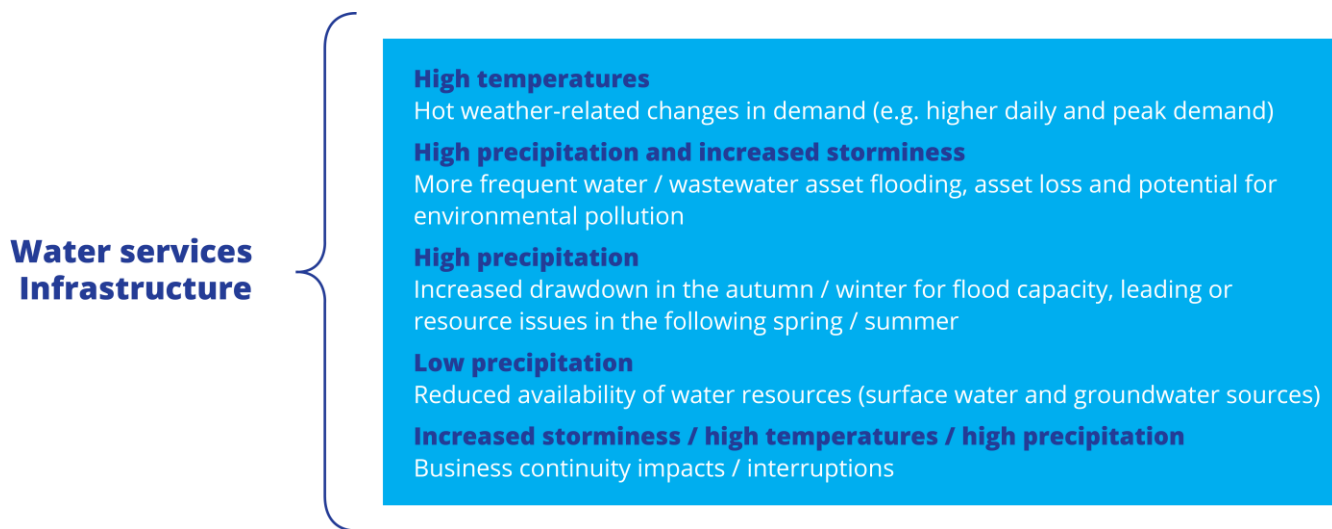 Water services
Infrastructure
High temperatures
Hot weather-related changes in demand (e.g. higher daily and peak demand)
High precipitation and increased storminess
More frequent water / wastewater asset flooding, asset loss and potential for
environmental pollution
High precipitation
Increased drawdown in the autumn / winter for flood capacity, leading or
resource issues in the following spring / summer
Low precipitation
Reduced availability of water resources (surface water and groundwater sources)
Increased storminess / high temperatures / high precipitation
Business continuity impacts / interruptions